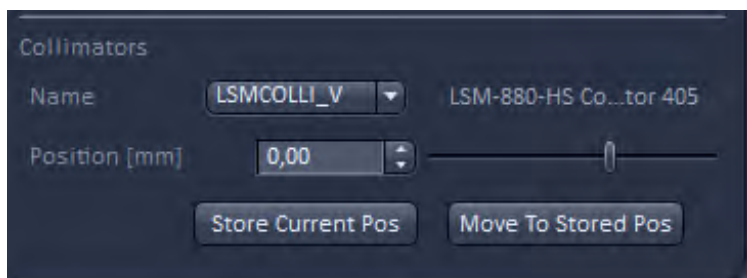 Collimators
Name LSMCOLLI_V LSM-880-HS Co...tor 405
Position [mm] 0,00
Store Current Pos Move To Stored Pos